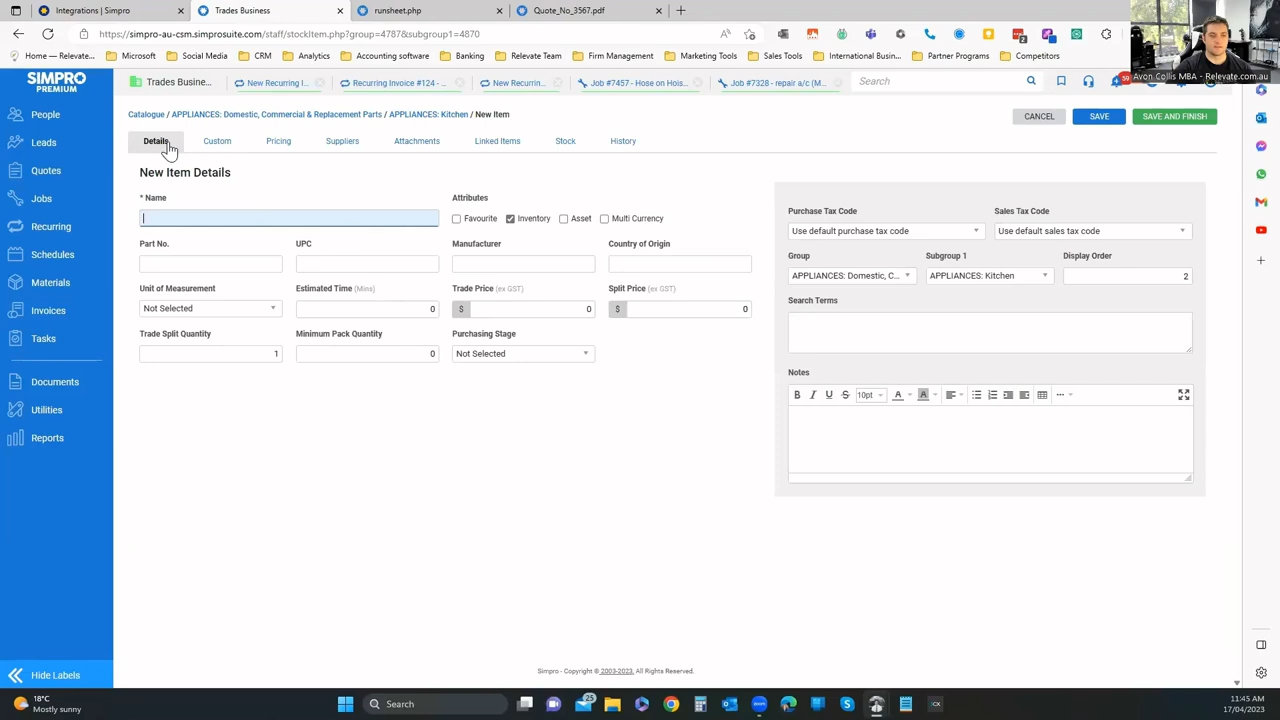 Integrations | Simpro
Trades Business
runsheet.php
Quote_No_3567.pdf
https://simpro-au-csm.simprosuite.com/staff/stockItem.php?group=4787&subgroup1=4870
Home — Relevate...
Microsoft
Social Media
CRM
Analytics
Accounting software
Company
Relevate Team
Firm Management
Marketing Tools
Sales Tools
International Busi...
Partner Programs
Competitors
Avon Collis MBA - Relevate.com.au
SIMPRO
PREMIUM
Trades Busine...
New Recurring I...
Recurring Invoice #124 - ...
New Recurrin...
Job #7457 - Hose on Hois...
Job #7328 - repair a/c (M...
Search
59
People
Leads
Quotes
Jobs
Recurring
Schedules
Materials
Invoices
Tasks
Documents
Utilities
Reports
Hide Labels
Catalogue / APPLIANCES: Domestic, Commercial & Replacement Parts / APPLIANCES: Kitchen / New Item
CANCEL
SAVE
SAVE AND FINISH
Details
Custom
Pricing
Suppliers
Attachments
Linked Items
Stock
History
New Item Details
* Name
Attributes
Favourite
Inventory
Asset
Multi Currency
Part No.
UPC
Manufacturer
Country of Origin
Unit of Measurement
Estimated Time (Mins)
Trade Price (ex GST)
Split Price (ex GST)
Not Selected
0
$ 0
$ 0
Trade Split Quantity
Minimum Pack Quantity
Purchasing Stage
1
0
Not Selected
Purchase Tax Code
Sales Tax Code
Use default purchase tax code
Use default sales tax code
Group
Subgroup 1
Display Order
APPLIANCES: Domestic, C...
APPLIANCES: Kitchen
2
Search Terms
Notes
B I U S 10pt A A
Simpro - Copyright © 2003-2023, All Rights Reserved.
18°C
Mostly sunny
Search
25
11:45 AM
17/04/2023